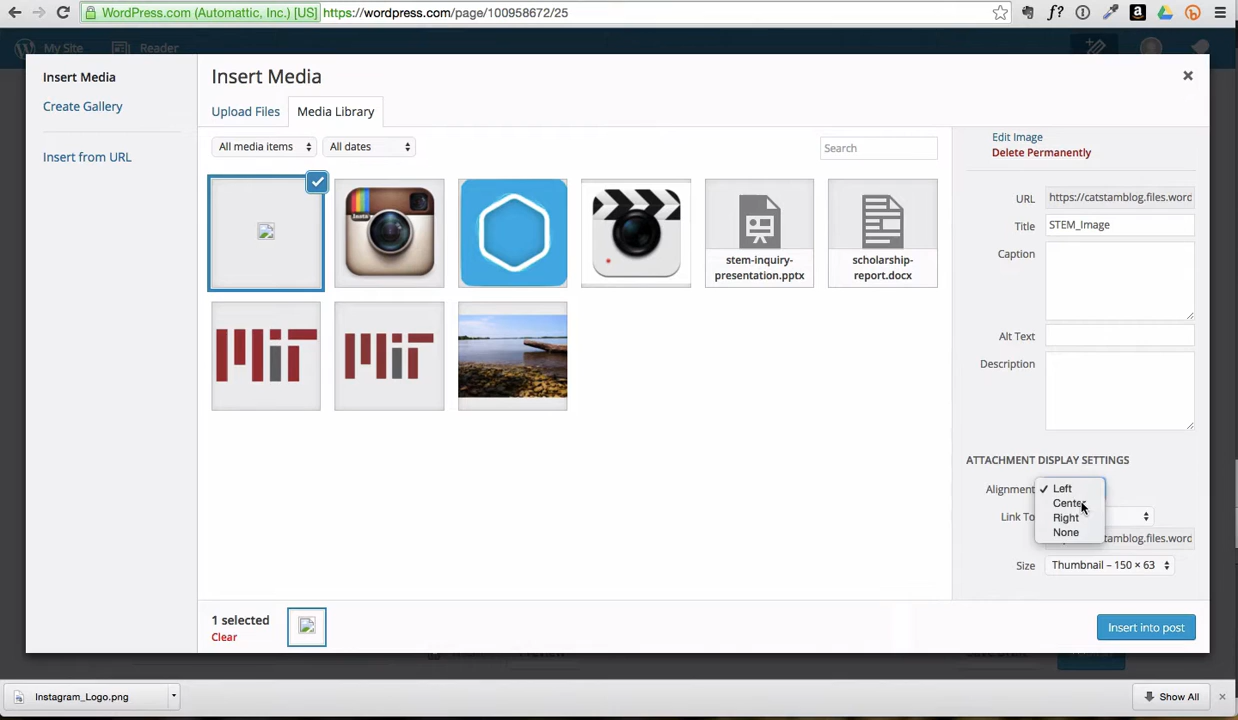 WordPress.com (Automattic, Inc.) [US] https://wordpress.com/page/100958672/25
f?
My Site Reader
Insert Media
Create Gallery
Insert from URL
Insert Media
Upload Files Media Library
All media items All dates Search
Insta
stem-inquiry-
presentation.pptx
scholarship-
report.docx
MiT MiT
Edit Image
Delete Permanently
URL https://catstamblog.files.word
Title STEM_Image
Caption
Alt Text
Description
ATTACHMENT DISPLAY SETTINGS
Alignment ✓ Left
Center
Link To Right
None
tamblog.files.word
Size Thumbnail – 150 × 63
1 selected
Clear
Insert into post
Instagram_Logo.png Show All